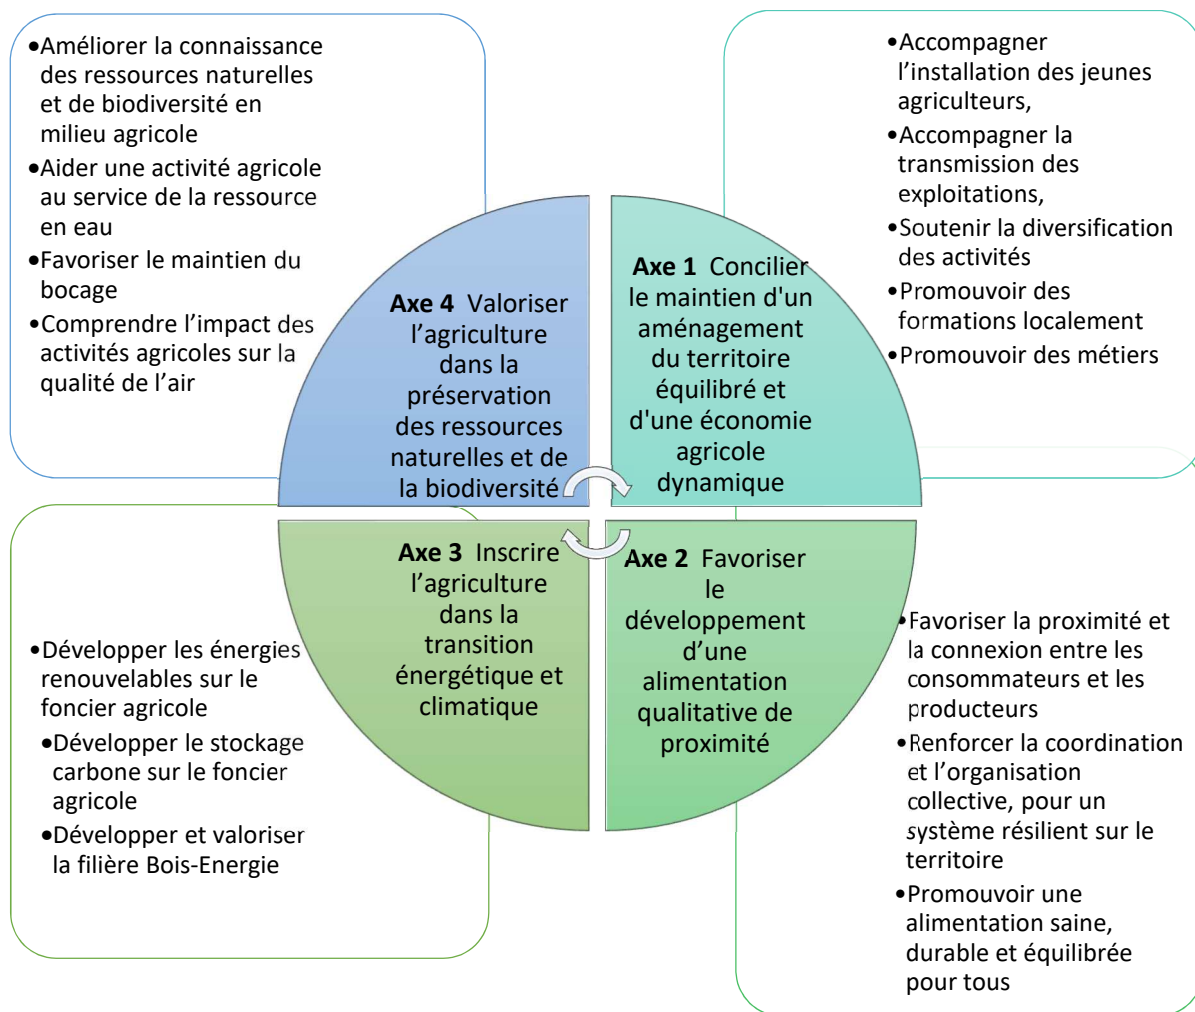 •Améliorer la connaissance
des ressources naturelles
et de biodiversité en
milieu agricole
•Aider une activité agricole
au service de la ressource
en eau
•Favoriser le maintien du
bocage
•Comprendre l’impact des
activités agricoles sur la
qualité de l’air
•Accompagner
l’installation des jeunes
agriculteurs,
•Accompagner la
transmission des
exploitations,
•Soutenir la diversification
des activités
•Promouvoir des
formations localement
•Promouvoir des métiers
Axe 4 Valoriser
l’agriculture
dans la
préservation
des ressources
naturelles et de
la biodiversité
Axe 1 Concilier
le maintien d'un
aménagement
du territoire
équilibré et
d'une économie
agricole
dynamique
Axe 3 Inscrire
l’agriculture
dans la
transition
énergétique et
climatique
Axe 2 Favoriser
le
développement
d’une
alimentation
qualitative de
proximité
•Développer les énergies
renouvelables sur le
foncier agricole
•Développer le stockage
carbone sur le foncier
agricole
•Développer et valoriser
la filière Bois-Energie
•Favoriser la proximité et
la connexion entre les
consommateurs et les
producteurs
•Renforcer la coordination
et l’organisation
collective, pour un
système résilient sur le
territoire
•Promouvoir une
alimentation saine,
durable et équilibrée
pour tous